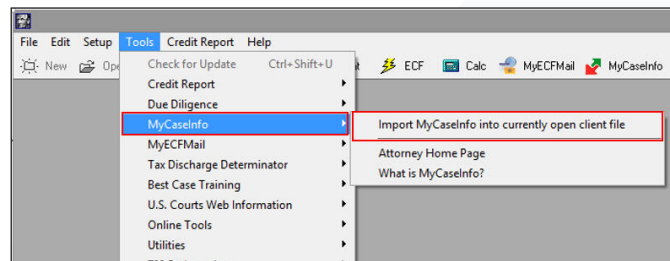 File Edit Setup Tools Credit Report Help
New Ope ECF Calc MyECFMail MyCaseInfo
Check for Update Ctrl+Shift+U
Credit Report
Due Diligence
MyCaseInfo
Import MyCaseInfo into currently open client file
MyECFMail
Attorney Home Page
Tax Discharge Determinator
What is MyCaseInfo?
Best Case Training
U.S. Courts Web Information
Online Tools
Utilities